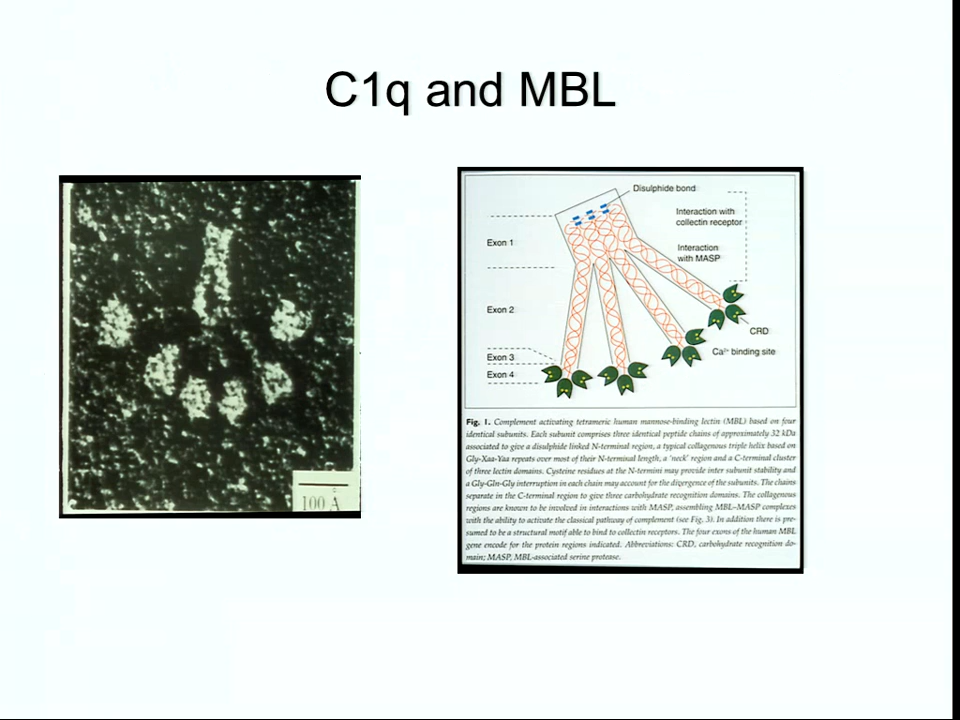 C1q and MBL
100 Å
Disulphide bond
Interaction with
collectin receptor
Interaction
with MASP
Exon 1
Exon 2
Exon 3
Exon 4
CRD
Ca²⁺ binding site
Fig. 1. Complement activating tetrameric human mannose-binding lectin (MBL) based on four
identical subunits. Each subunit comprises three identical peptide chains of approximately 32 kDa
associated to give a disulphide linked N-terminal region, a typical collagenous triple helix based on
Gly-Xaa-Yaa repeats over most of their N-terminal length, a 'neck' region and a C-terminal cluster
of three lectin domains. Cysteine residues at the N-termini may provide inter subunit stability and
a Gly-Gln-Gly interruption in each chain may account for the divergence of the subunits. The chains
separate in the C-terminal region to give three carbohydrate recognition domains. The collagenous
regions are known to be involved in interactions with MASP, assembling MBL–MASP complexes
with the ability to activate the classical pathway of complement (see Fig. 3). In addition there is pre-
sumed to be a structural motif able to bind to collectin receptors. The four exons of the human MBL
gene encode for the protein regions indicated. Abbreviations: CRD, carbohydrate recognition do-
main; MASP, MBL-associated serine protease.